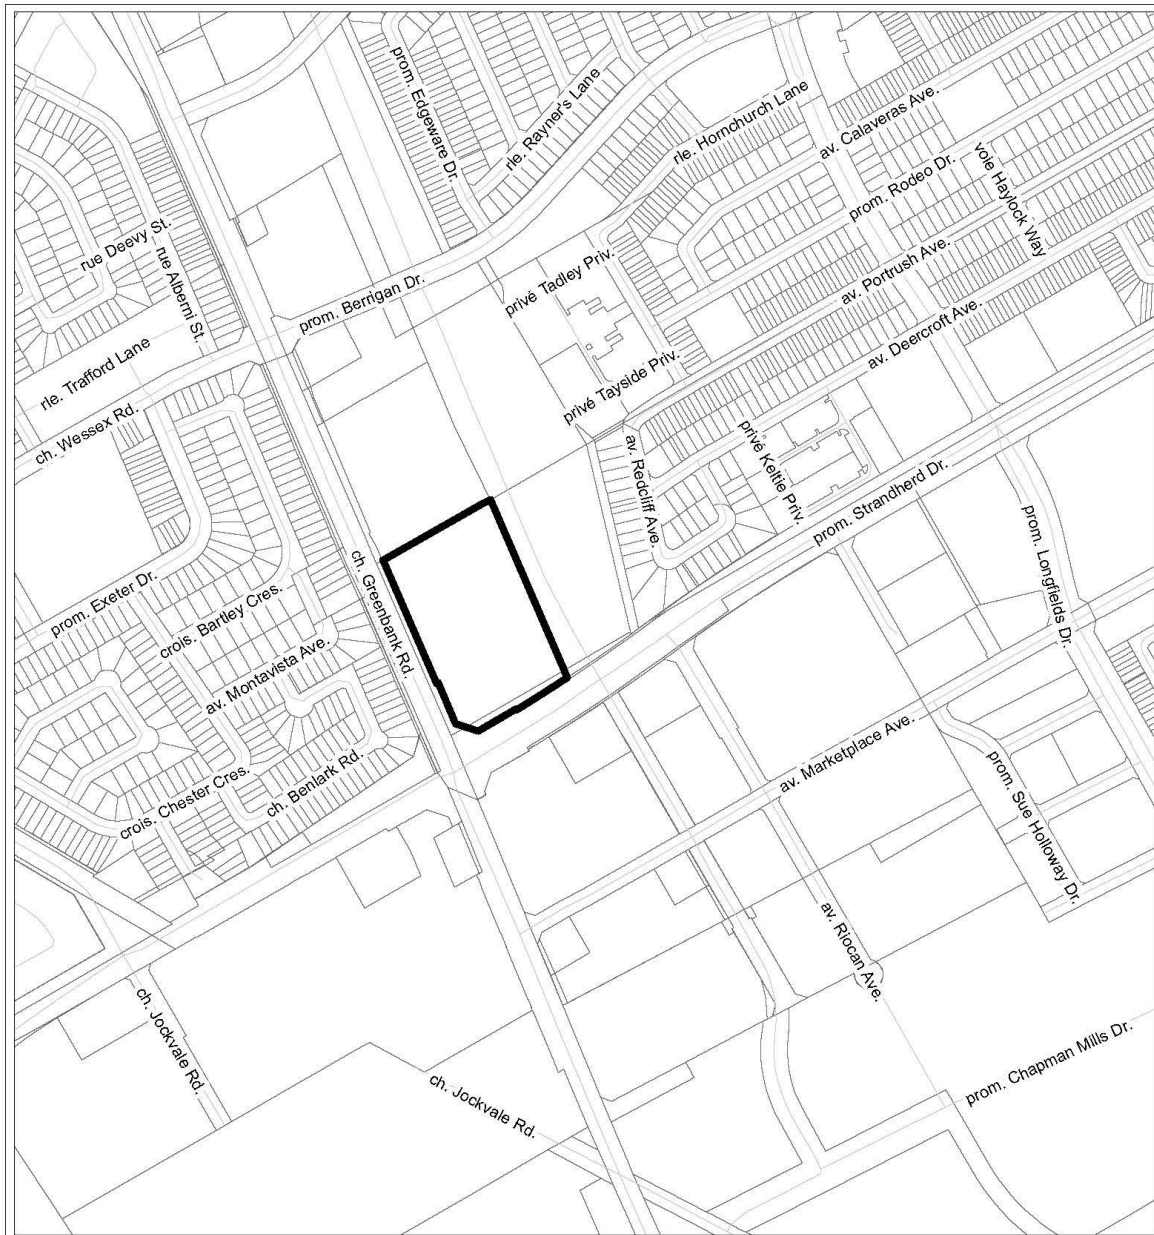 prom. Edgeware Dr.
rle. Rayner's Lane
rle. Hornchurch Lane
av. Calaveras Ave.
prom. Rodeo Dr.
voie Haylock Way
rue Deevy St.
rue Alberni St.
prom. Berrigan Dr.
privé Tadley Priv.
av. Portrush Ave.
av. Deercroft Ave.
rle. Trafford Lane
privé Tayside Priv.
ch. Wessex Rd.
av. Redcliff Ave.
privé Keltie Priv.
prom. Strandherd Dr.
prom. Longfields Dr.
ch. Greenbank Rd.
prom. Exeter Dr.
crois. Bartley Cres.
av. Montavista Ave.
av. Marketplace Ave.
crois. Chester Cres.
ch. Benlark Rd.
prom. Sue Holloway Dr.
av. Riocan Ave.
ch. Jockvale Rd.
ch. Jockvale Rd.
prom. Chapman Mills Dr.